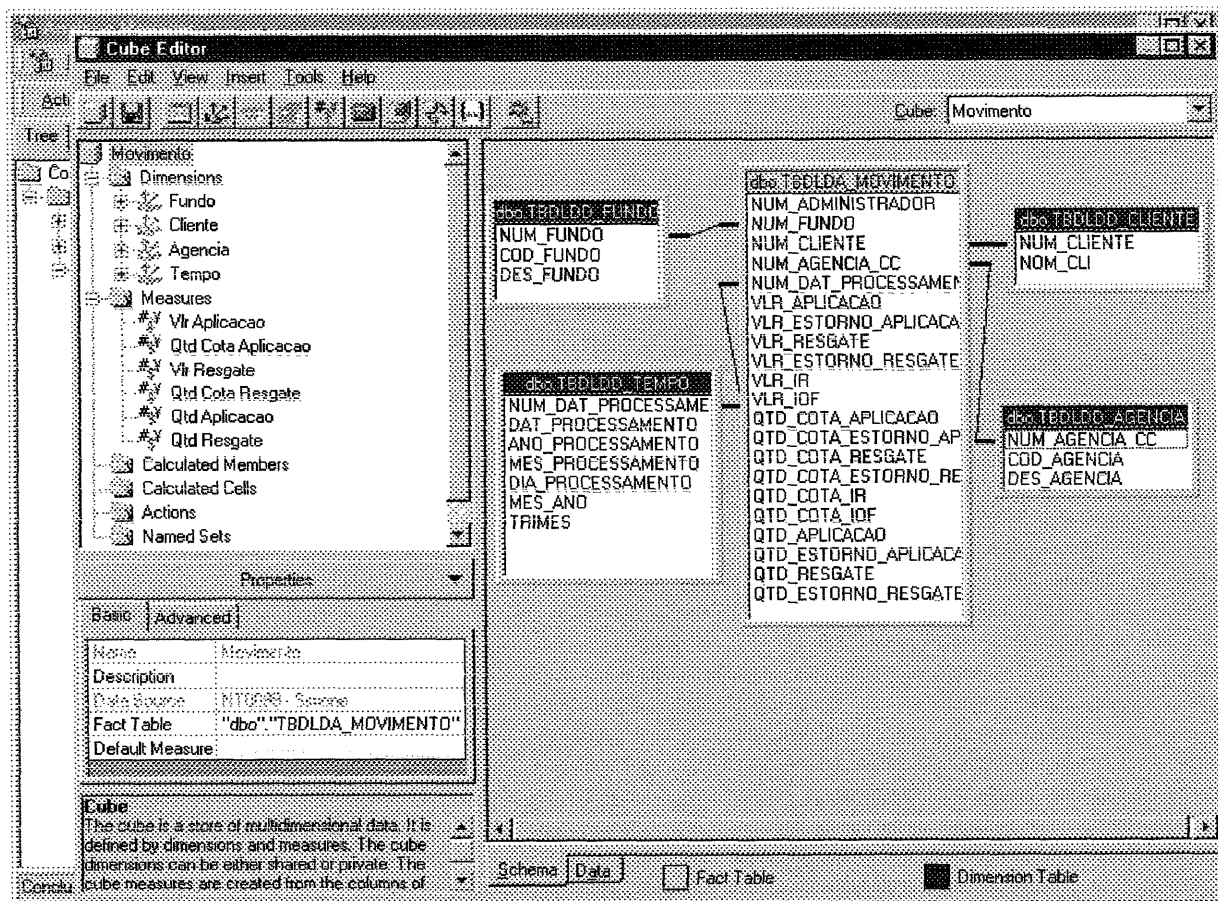 Cube Editor
File Edit View Insert Tools Help
Cube: Movimento
Tree
Co
Movimento
Dimensions
Fundo
Cliente
Agencia
Tempo
Measures
Vlr Aplicacao
Qtd Cota Aplicacao
Vlr Resgate
Qtd Cota Resgate
Qtd Aplicacao
Qtd Resgate
Calculated Members
Calculated Cells
Actions
Named Sets
Properties
Basic Advanced
Name Movimento
Description
Data Source
Fact Table "dbo"."TBDLDA_MOVIMENTO"
Default Measure
Cube
The cube is a store of multidimensional data. It is
defined by dimensions and measures. The cube
dimensions can be either shared or private. The
cube measures are created from the columns of
Conclu
dbo.TBDLDD_FUNDO
NUM_FUNDO
COD_FUNDO
DES_FUNDO
dbo.TBDLDD_TEMPO
NUM_DAT_PROCESSAME
DAT_PROCESSAMENTO
ANO_PROCESSAMENTO
MES_PROCESSAMENTO
DIA_PROCESSAMENTO
MES_ANO
TRIMES
dbo.TBDLDA_MOVIMENTO
NUM_ADMINISTRADOR
NUM_FUNDO
NUM_CLIENTE
NUM_AGENCIA_CC
NUM_DAT_PROCESSAMEN
VLR_APLICACAO
VLR_ESTORNO_APLICACA
VLR_RESGATE
VLR_ESTORNO_RESGATE
VLR_IR
VLR_IOF
QTD_COTA_APLICACAO
QTD_COTA_ESTORNO_AP
QTD_COTA_RESGATE
QTD_COTA_ESTORNO_RE
QTD_COTA_IR
QTD_COTA_IOF
QTD_APLICACAO
QTD_ESTORNO_APLICACA
QTD_RESGATE
QTD_ESTORNO_RESGATE
dbo.TBDLDD_CLIENTE
NUM_CLIENTE
NOM_CLI
dbo.TBDLDD_AGENCIA
NUM_AGENCIA_CC
COD_AGENCIA
DES_AGENCIA
Schema Data Fact Table Dimension Table